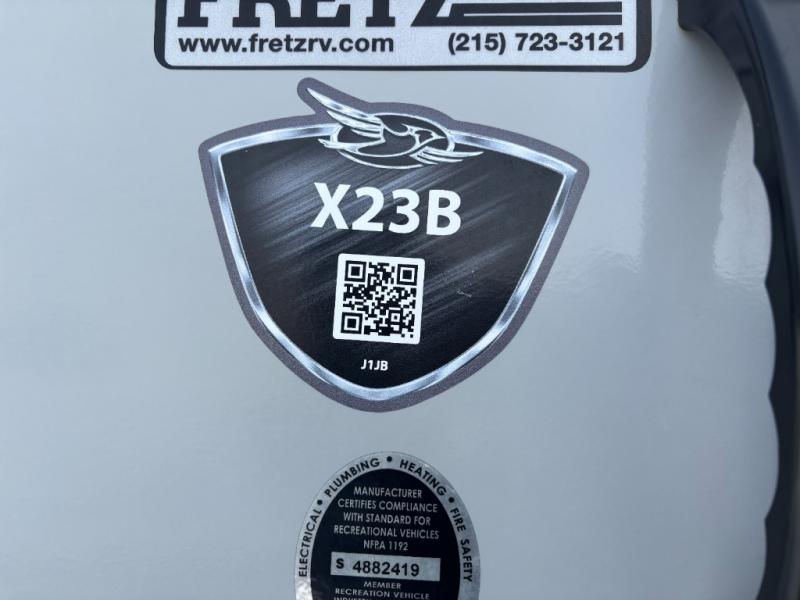 FRETZ
www.fretzrv.com (215) 723-3121
X23B
J1JB
ELECTRICAL • PLUMBING • HEATING • FIRE SAFETY
MANUFACTURER
CERTIFIES COMPLIANCE
WITH STANDARD FOR
RECREATIONAL VEHICLES
NFPA 1192
S 4882419
MEMBER
RECREATION VEHICLE